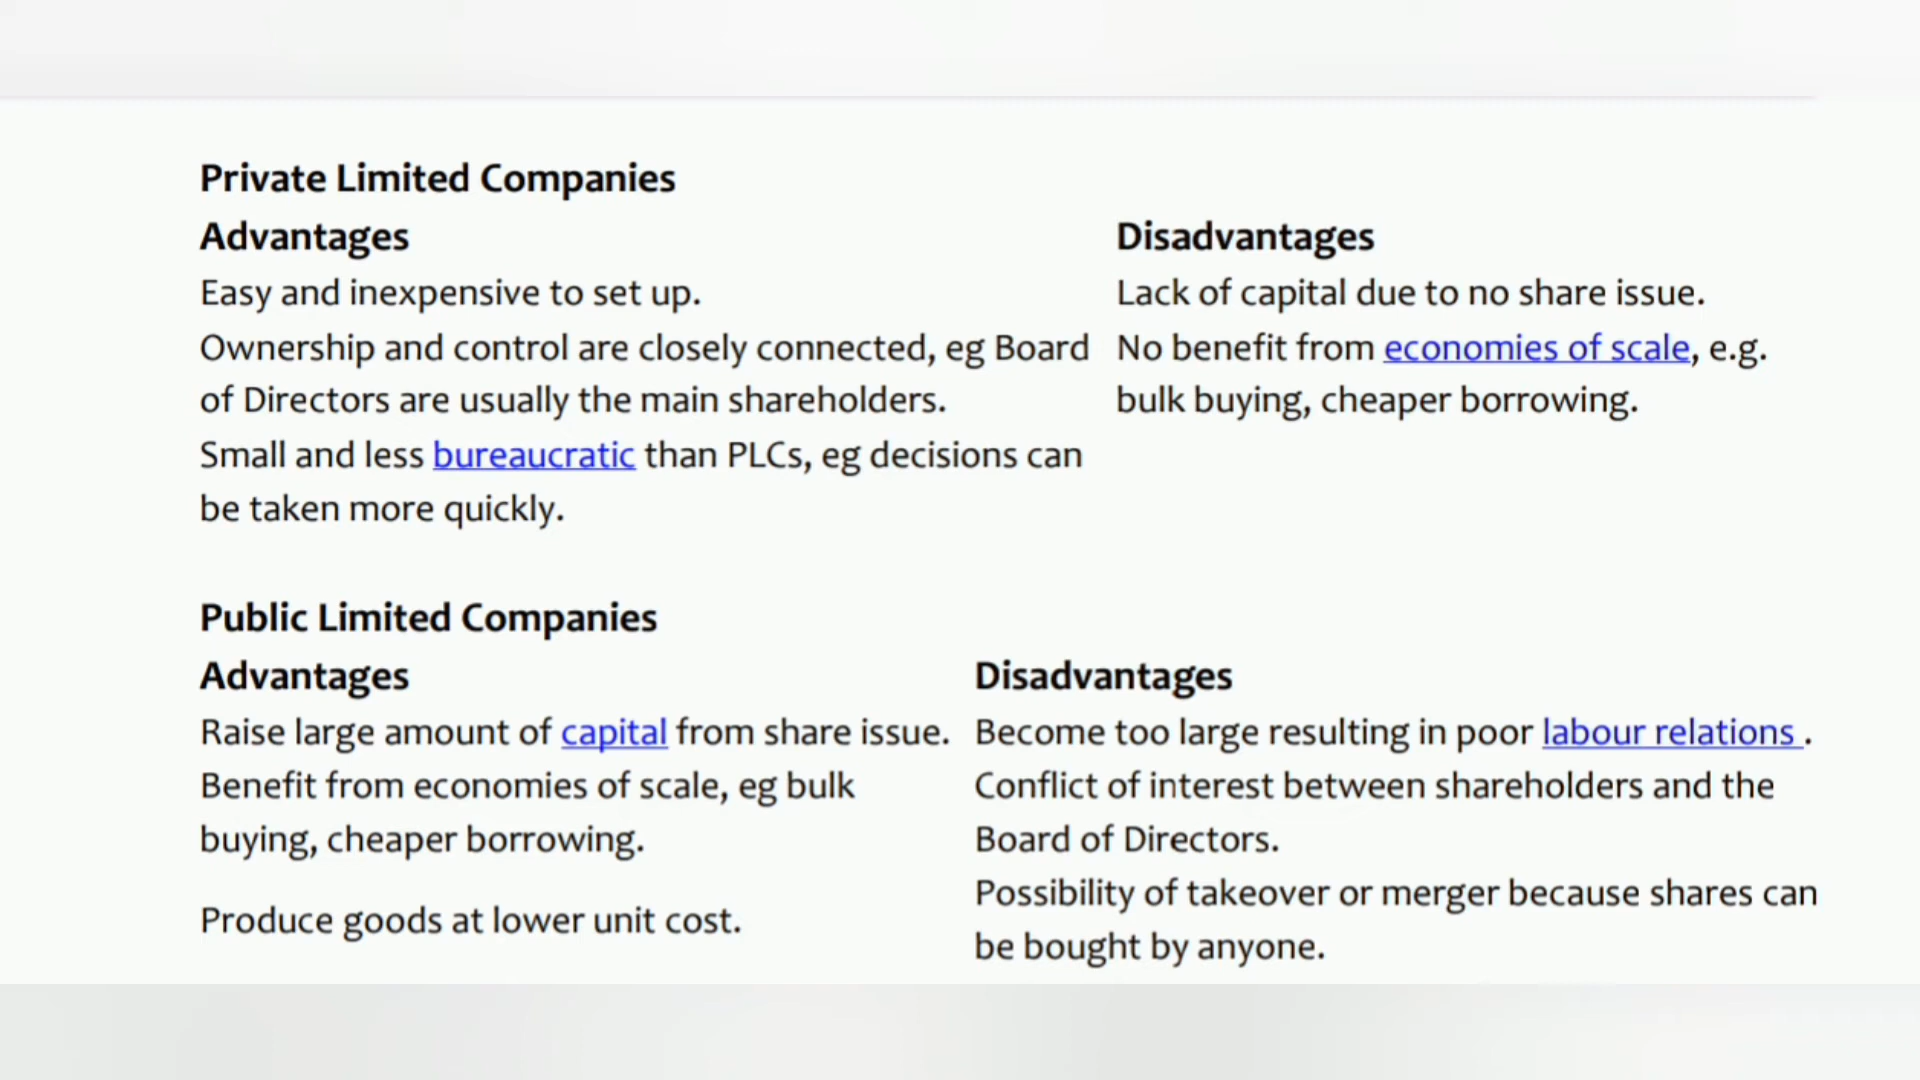 Private Limited Companies
Advantages
Disadvantages
Easy and inexpensive to set up.
Lack of capital due to no share issue.
Ownership and control are closely connected, eg Board
of Directors are usually the main shareholders.
No benefit from economies of scale, e.g.
bulk buying, cheaper borrowing.
Small and less bureaucratic than PLCs, eg decisions can
be taken more quickly.
Public Limited Companies
Advantages
Disadvantages
Raise large amount of capital from share issue.
Become too large resulting in poor labour relations .
Benefit from economies of scale, eg bulk
buying, cheaper borrowing.
Conflict of interest between shareholders and the
Board of Directors.
Produce goods at lower unit cost.
Possibility of takeover or merger because shares can
be bought by anyone.